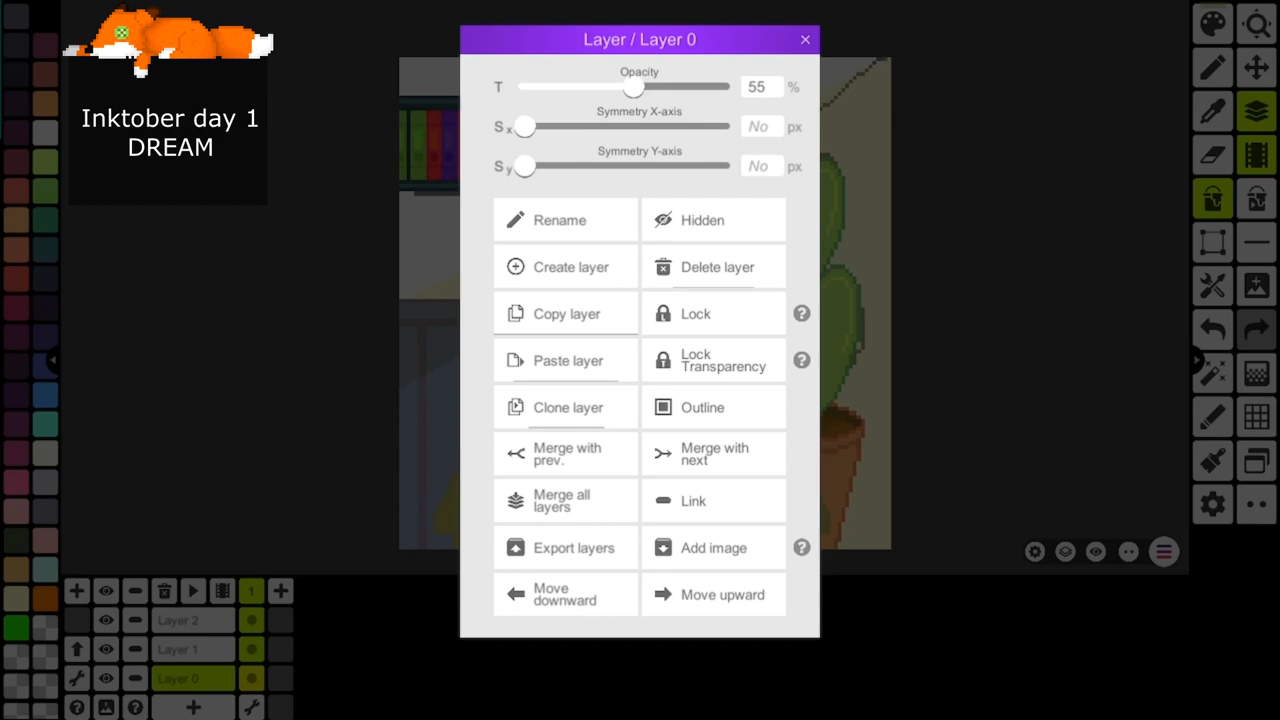 Inktober day 1
DREAM
Layer / Layer 0
Opacity
T 55 %
Symmetry X-axis
S x No px
Symmetry Y-axis
S y No px
Rename
Hidden
Create layer
Delete layer
Copy layer
Lock
?
Paste layer
Lock
Transparency
?
Clone layer
Outline
Merge with
prev.
Merge with
next
Merge all
layers
Link
Export layers
Add image
?
Move
downward
Move upward
1
Layer 2
Layer 1
Layer 0